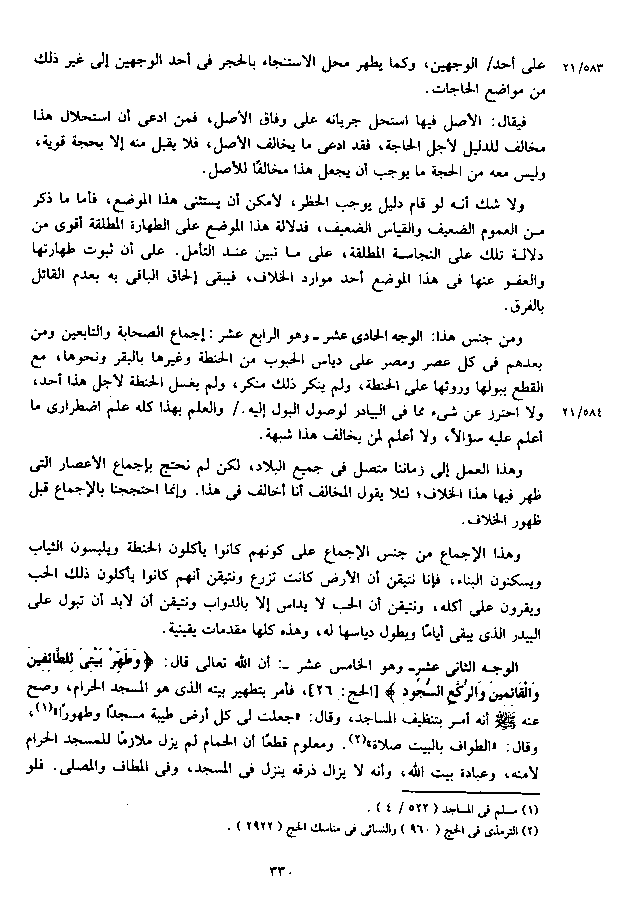 ٢١/٥٨٣ على أحد/ الوجهين، وكما يطهر محل الاستنجاء بالحجر فى أحد الوجهين إلى غير ذلك
من مواضع الحاجات.
فيقال: الأصل فيها استحل جريانه على وفاق الأصل، فمن ادعى أن استحلال هذا
مخالف للدليل لأجل الحاجة، فقد ادعى ما يخالف الأصل، فلا يقبل منه إلا بحجة قوية،
وليس معه من الحجة ما يوجب أن يجعل هذا مخالفًا للأصل.
ولا شك أنه لو قام دليل يوجب الحظر، لأمكن أن يستثنى هذا الموضع، فأما ما ذكر
من العموم الضعيف والقياس الضعيف، فدلالة هذا الموضع على الطهارة المطلقة أقوى من
دلالة تلك على النجاسة المطلقة، على ما تبين عند التأمل. على أن ثبوت طهارتها
والعفو عنها فى هذا الموضع أحد موارد الخلاف، فيبقى إلحاق الباقى به بعدم القائل
بالفرق.
ومن جنس هذا: الوجه الحادى عشر ـ وهو الرابع عشر: إجماع الصحابة والتابعين ومن
بعدهم فى كل عصر ومصر على دياس الحبوب من الحنطة وغيرها بالبقر ونحوها، مع
القطع ببولها وروثها على الحنطة، ولم ينكر ذلك منكر، ولم يغسل الحنطة لأجل هذا أحد،
٢١/٥٨٤ ولا احترز عن شىء مما فى البيادر لوصول البول إليه./ والعلم بهذا كله علم اضطرارى ما
أعلم عليه سؤالاً، ولا أعلم لمن يخالف هذا شبهة.
وهذا العمل إلى زماننا متصل فى جميع البلاد، لكن لم نحتج بإجماع الأعصار التى
ظهر فيها هذا الخلاف؛ لئلا يقول المخالف أنا أخالف فى هذا. وإنما احتججنا بالإجماع قبل
ظهور الخلاف.
وهذا الإجماع من جنس الإجماع على كونهم كانوا يأكلون الحنطة ويلبسون الثياب
ويسكنون البناء، فإنا نتيقن أن الأرض كانت تزرع ونتيقن أنهم كانوا يأكلون ذلك الحب
ويقرون على أكله، ونتيقن أن الحب لا يداس إلا بالدواب ونتيقن أن لابد أن تبول على
البيدر الذى يبقى أيامًا ويطول دياسها له، وهذه كلها مقدمات يقينية.
الوجه الثانى عشر ـ وهو الخامس عشر ـ: أن الله تعالى قال: ﴿وَطَهِّرْ بَيْتِيَ لِلطَّائِفِينَ
وَالْقَائِمِينَ وَالرُّكَّعِ السُّجُودِ﴾ [الحج: ٢٦]، فأمر بتطهير بيته الذى هو المسجد الحرام، وصح
عنه ﷺ أنه أمر بتنظيف المساجد، وقال: «جعلت لى كل أرض طيبة مسجدًا وطهورًا»(١)،
وقال: «الطواف بالبيت صلاة»(٢). ومعلوم قطعًا أن الحمام لم يزل ملازمًا للمسجد الحرام
لأمنه، وعبادة بيت الله، وأنه لا يزال ذرقه ينزل فى المسجد، وفى المطاف والمصلى. فلو
(١) مسلم فى المساجد (٥٢٢ / ٤).
(٢) الترمذى فى الحج (٩٦٠) والنسائى فى مناسك الحج (٢٩٢٢).
٣٣٠